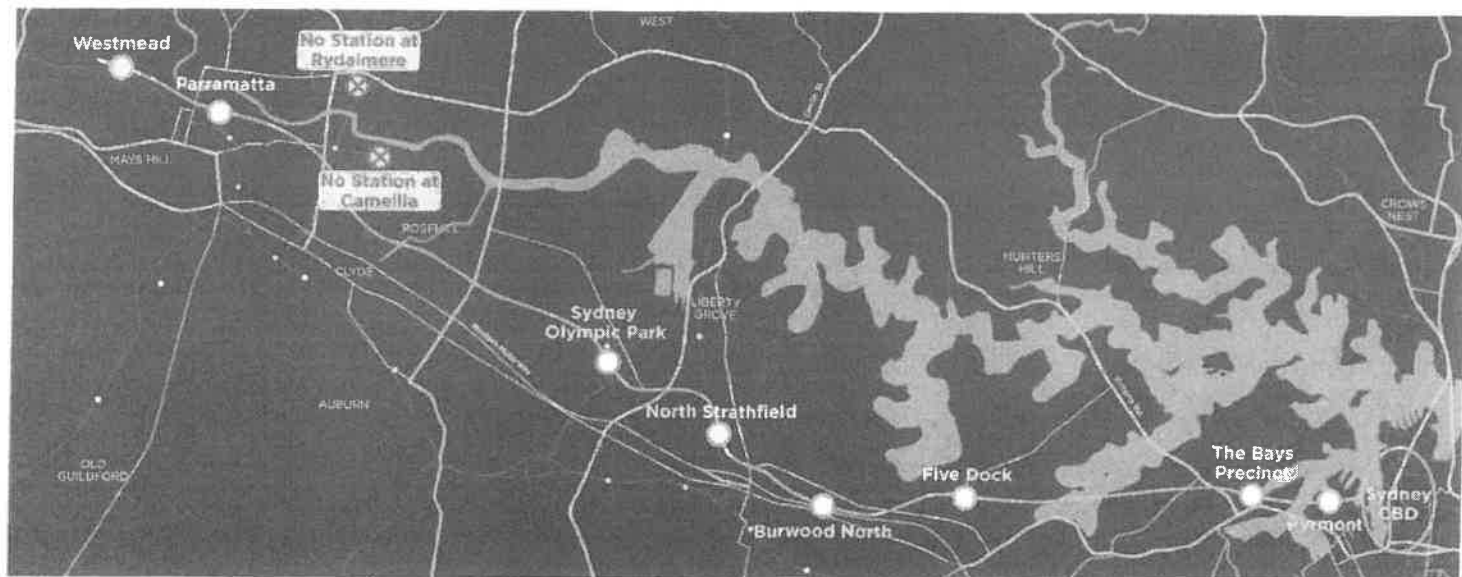 WEST
Westmead
No Station at
Rydalmere
Parramatta
MAYS HILL
No Station at
Camellia
ROSEHILL
CLYDE
CROWS
NEST
HUNTERS
HILL
LIBERTY
GROVE
Sydney
Olympic Park
AUBURN
North Strathfield
OLD
GUILDFORD
Five Dock
The Bays
Precinct
Burwood North
Pyrmont
Sydney
CBD